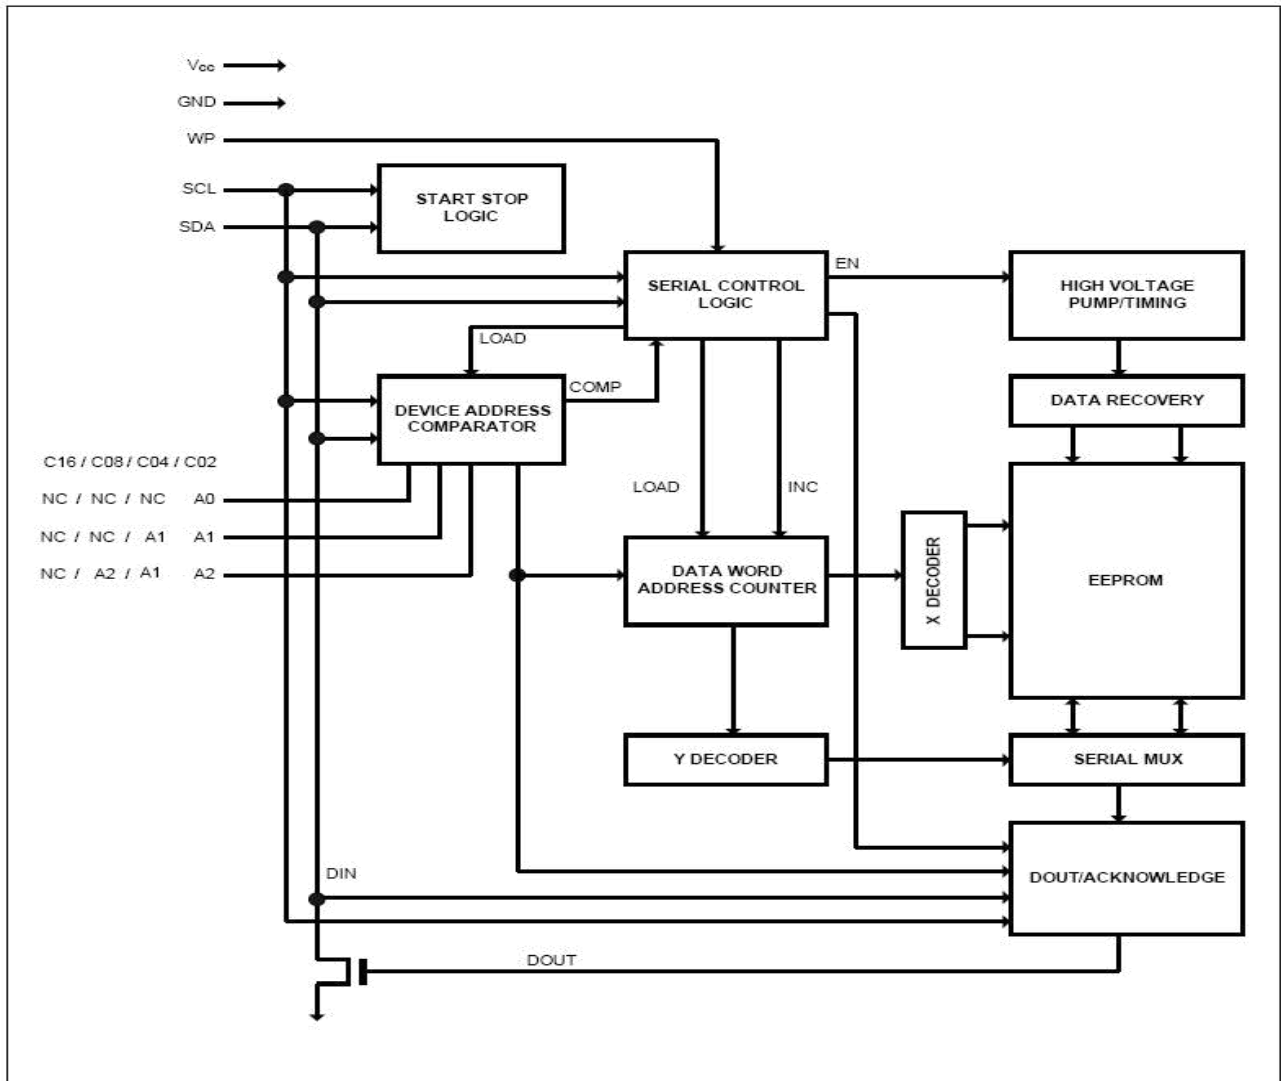 Vcc
GND
WP
SCL
SDA
START STOP
LOGIC
SERIAL CONTROL
LOGIC
EN
HIGH VOLTAGE
PUMP/TIMING
LOAD
COMP
DEVICE ADDRESS
COMPARATOR
DATA RECOVERY
C16 / C08 / C04 / C02
NC / NC / NC A0
NC / NC / A1 A1
NC / A2 / A1 A2
LOAD
INC
DATA WORD
ADDRESS COUNTER
X DECODER
EEPROM
Y DECODER
SERIAL MUX
DIN
DOUT/ACKNOWLEDGE
DOUT